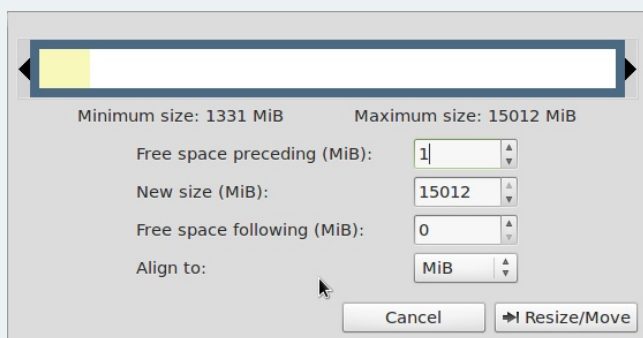 Minimum size: 1331 MiB Maximum size: 15012 MiB
Free space preceding (MiB): 1
New size (MiB): 15012
Free space following (MiB): 0
Align to: MiB
Cancel Resize/Move